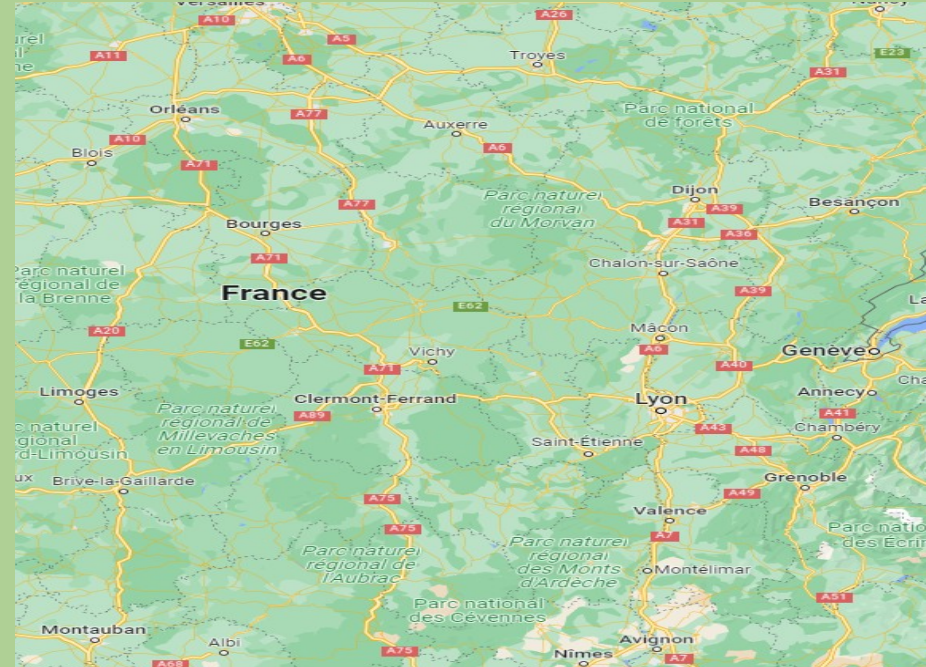 Versailles
A10
A26
A5
A11
A6
Troyes
E23
A31
Orléans
A77
Auxerre
Parc national
de forêts
A10
Blois
A71
A6
Dijon
Parc naturel
régional
du Morvan
A77
A39
Besançon
A31
A36
Bourges
A71
Chalon-sur-Saône
Parc naturel
régional de
la Brenne
France
A39
E62
A20
Mâcon
E62
Vichy
A6
Genève
A71
A40
Limoges
Clermont-Ferrand
Lyon
Annecy
Parc naturel
régional de
Millevaches
en Limousin
A89
A41
A43
Chambéry
Saint-Étienne
A48
Brive-la-Gaillarde
Grenoble
A75
A49
Valence
A75
A7
Parc naturel
régional de
l'Aubrac
Parc naturel
régional
des Monts
d'Ardèche
Montélimar
Parc national
des Cévennes
A51
Montauban
Albi
Avignon
A68
A75
Nîmes
A7